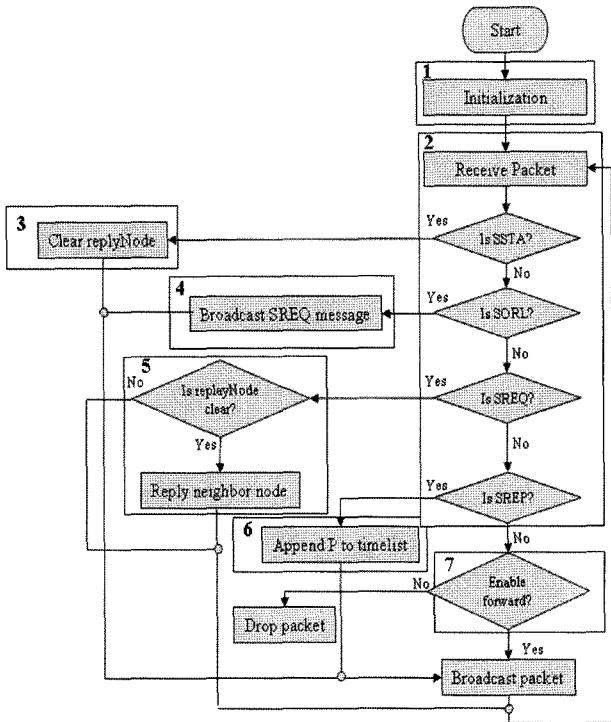 Start
1
Initialization
2
Receive Packet
3
Clear replyNode
Yes
Is SSTA?
No
4
Broadcast SREQ message
Yes
Is SORL?
No
5
No
Is replayNode
clear?
Yes
Is SREQ?
Yes
No
Reply neighbor node
Yes
Is SREP?
6
Append P to timelist
No
7
No
Enable
forward?
Drop packet
Yes
Broadcast packet